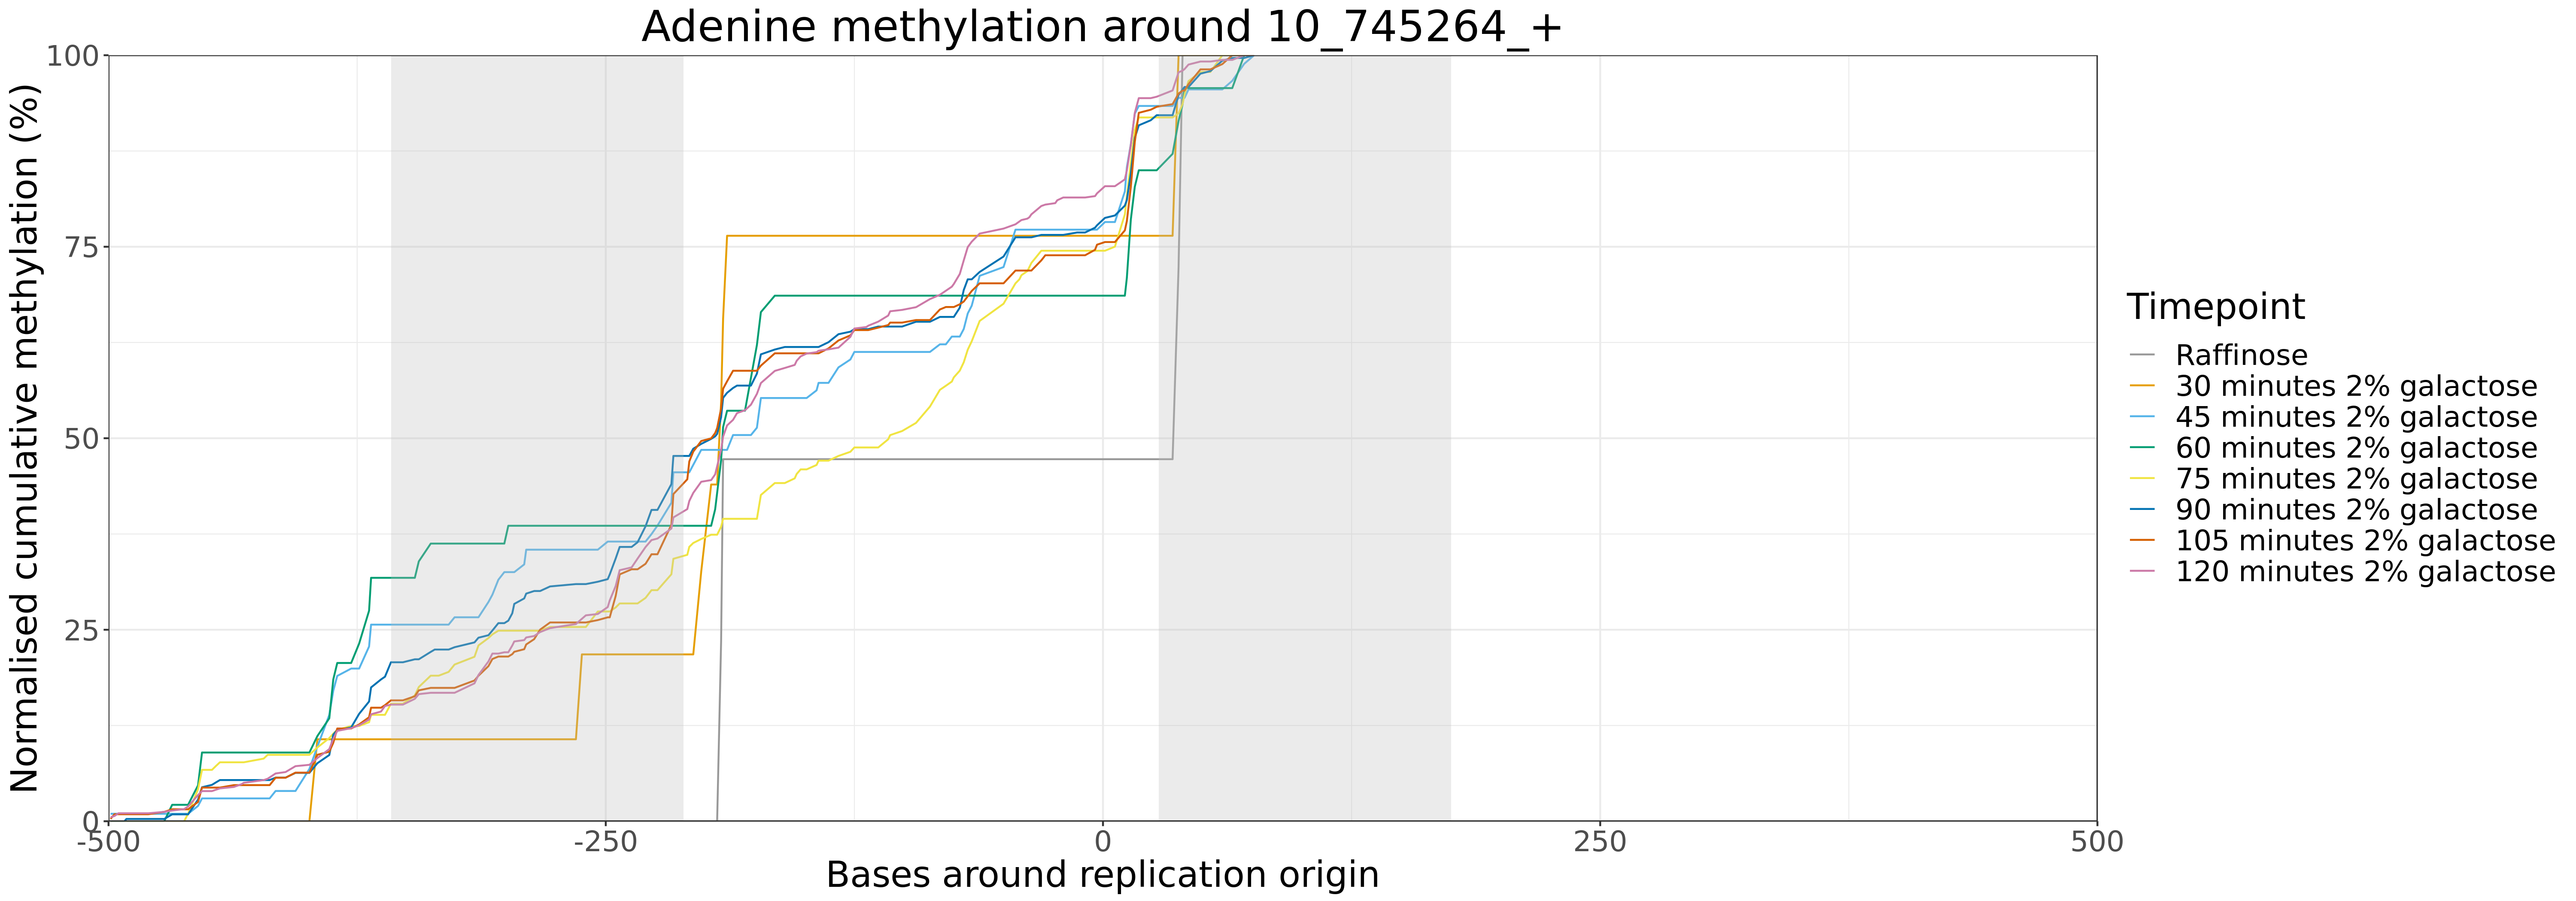 Adenine methylation around 10_745264_+
Normalised cumulative methylation (%)
100
75
50
25
0
-500
-250
0
250
500
Bases around replication origin
Timepoint
Raffinose
30 minutes 2% galactose
45 minutes 2% galactose
60 minutes 2% galactose
75 minutes 2% galactose
90 minutes 2% galactose
105 minutes 2% galactose
120 minutes 2% galactose